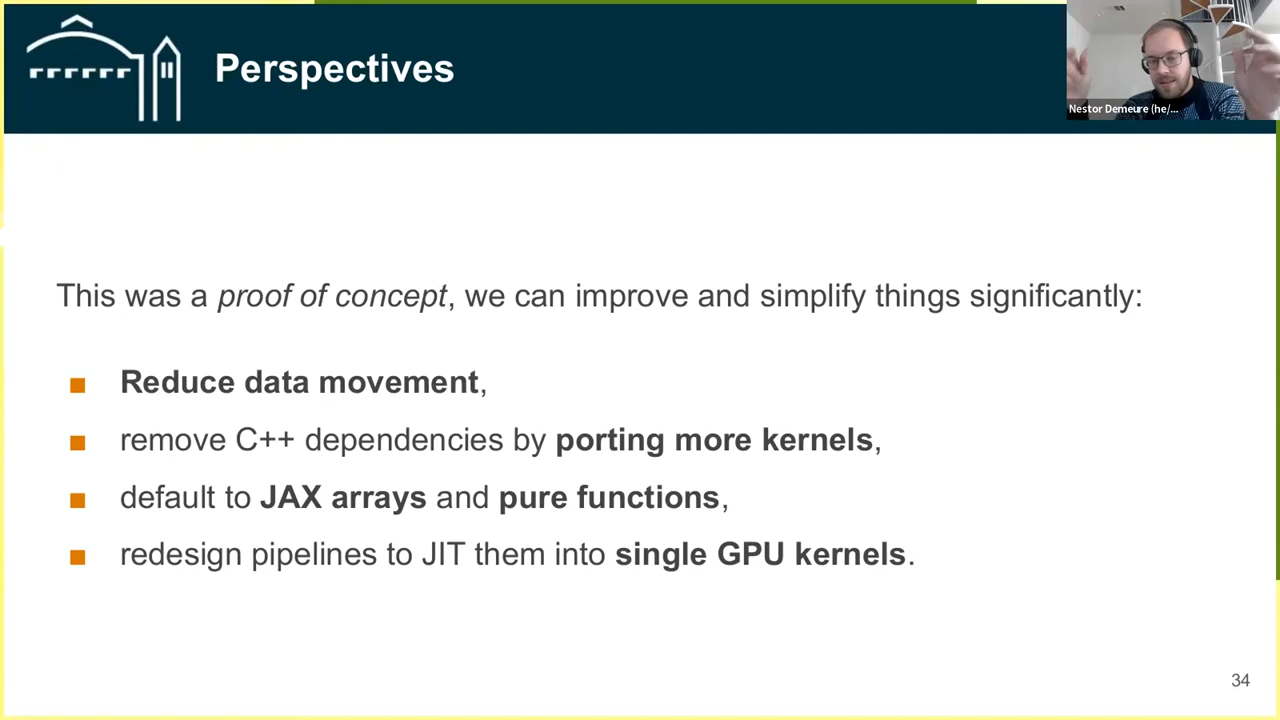 Perspectives
Nestor Demeure (he/...
This was a proof of concept, we can improve and simplify things significantly:
Reduce data movement,
remove C++ dependencies by porting more kernels,
default to JAX arrays and pure functions,
redesign pipelines to JIT them into single GPU kernels.
34